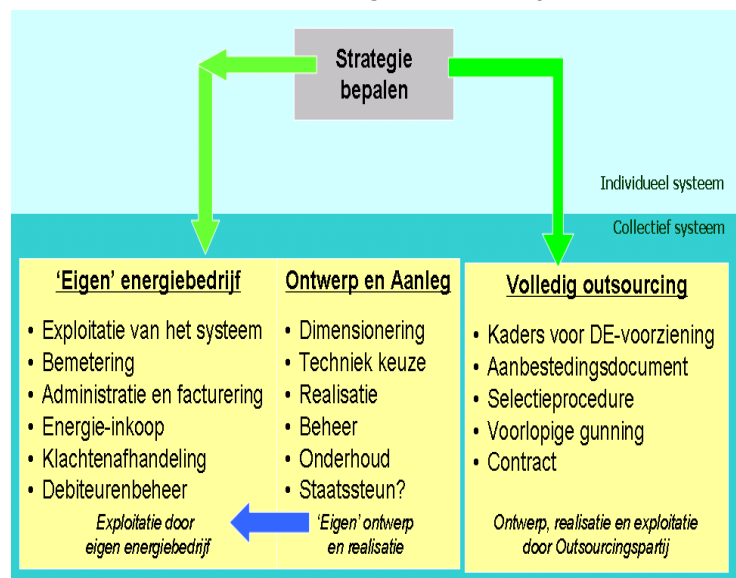 Strategie
bepalen
Individueel systeem
Collectief systeem
'Eigen' energiebedrijf
• Exploitatie van het systeem
• Bemetering
• Administratie en facturering
• Energie-inkoop
• Klachtenafhandeling
• Debiteurenbeheer
Exploitatie door
eigen energiebedrijf
Ontwerp en Aanleg
• Dimensionering
• Techniek keuze
• Realisatie
• Beheer
• Onderhoud
• Staatssteun?
'Eigen' ontwerp
en realisatie
Volledig outsourcing
• Kaders voor DE-voorziening
• Aanbestedingsdocument
• Selectieprocedure
• Voorlopige gunning
• Contract
Ontwerp, realisatie en exploitatie
door Outsourcingspartij